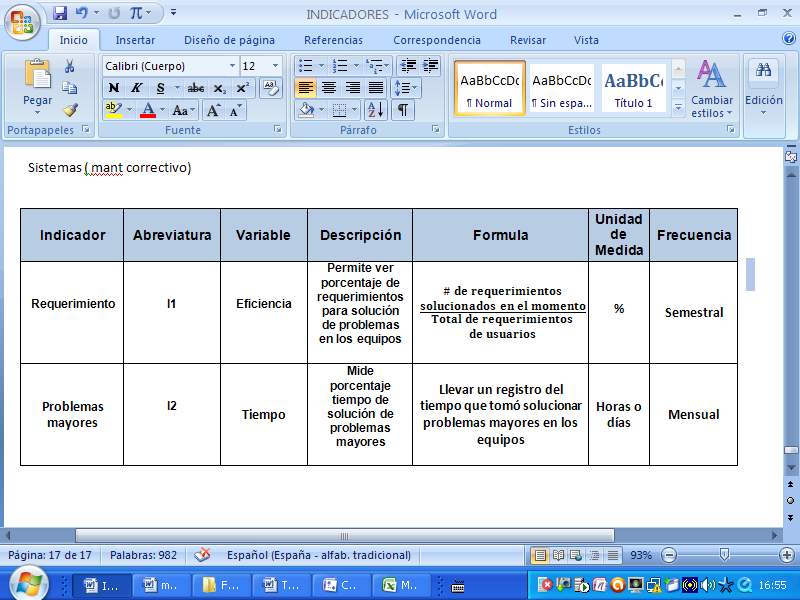 INDICADORES - Microsoft Word
Inicio Insertar Diseño de página Referencias Correspondencia Revisar Vista
Pegar
Portapapeles
Calibri (Cuerpo) 12
N K S abc x₂ x²
ab A Aa A A
Fuente
Párrafo
AaBbCcDc AaBbCcDc AaBbCc
¶ Normal ¶ Sin espa... Título 1
Cambiar estilos
Estilos
Edición
Sistemas ( mant correctivo)
Indicador Abreviatura Variable Descripción Formula Unidad de Medida Frecuencia
Requerimiento
I1
Eficiencia
Permite ver
porcentaje de
requerimientos
para solución
de problemas
en los equipos
# de requerimientos
solucionados en el momento
Total de requerimientos
de usuarios
%
Semestral
Problemas
mayores
I2
Tiempo
Mide
porcentaje
tiempo de
solución de
problemas
mayores
Llevar un registro del
tiempo que tomó solucionar
problemas mayores en los
equipos
Horas o
días
Mensual
Página: 17 de 17 Palabras: 982 Español (España - alfab. tradicional) 93%
I... m... F... T... C... M... 16:55